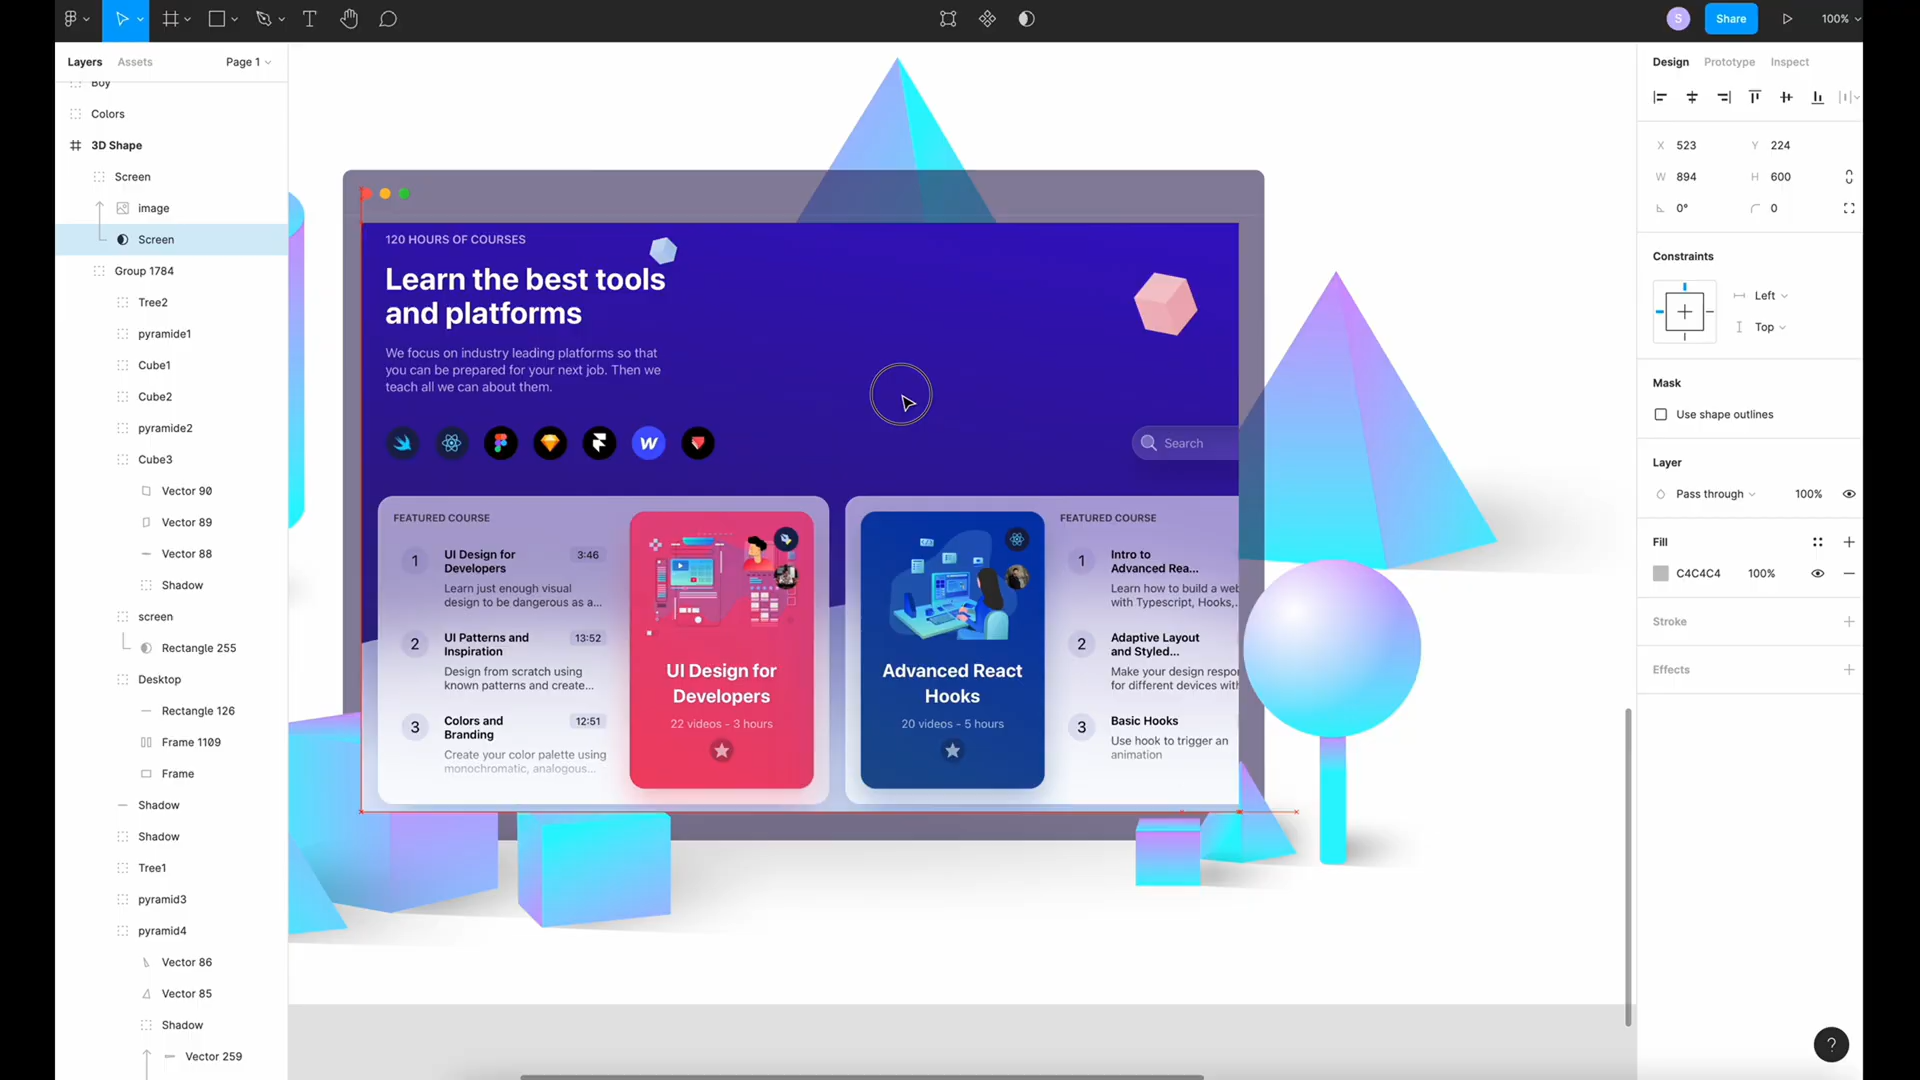 S
Share
100%
Layers
Assets
Page 1
Boy
Colors
3D Shape
Screen
image
Screen
Group 1784
Tree2
pyramide1
Cube1
Cube2
pyramide2
Cube3
Vector 90
Vector 89
Vector 88
Shadow
screen
Rectangle 255
Desktop
Rectangle 126
Frame 1109
Frame
Shadow
Shadow
Tree1
pyramid3
pyramid4
Vector 86
Vector 85
Shadow
Vector 259
120 HOURS OF COURSES
Learn the best tools
and platforms
We focus on industry leading platforms so that
you can be prepared for your next job. Then we
teach all we can about them.
W
Search
FEATURED COURSE
1
UI Design for
Developers
3:46
Learn just enough visual
design to be dangerous as a...
2
UI Patterns and
Inspiration
13:52
Design from scratch using
known patterns and create...
3
Colors and
Branding
12:51
Create your color palette using
monochromatic, analogous...
UI Design for
Developers
22 videos - 3 hours
Advanced React
Hooks
20 videos - 5 hours
FEATURED COURSE
1
Intro to
Advanced Rea...
Learn how to build a web
with Typescript, Hooks,.
2
Adaptive Layout
and Styled...
Make your design respon
for different devices with
3
Basic Hooks
Use hook to trigger an
animation
Design
Prototype
Inspect
X 523
Y 224
W 894
H 600
0°
0
Constraints
Left
Top
Mask
Use shape outlines
Layer
Pass through
100%
Fill
C4C4C4
100%
Stroke
Effects
?